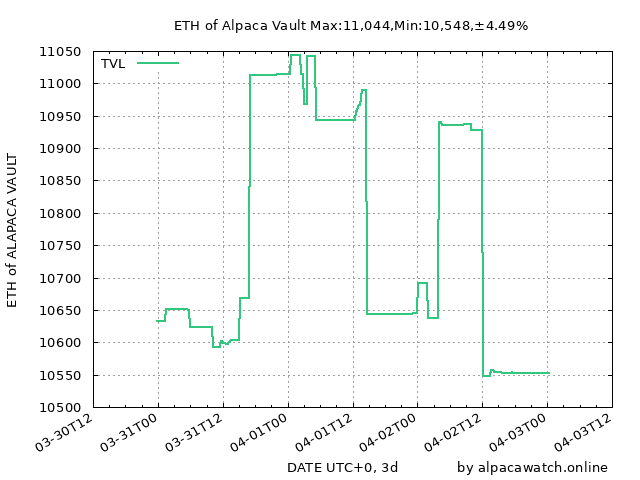 ETH of Alpaca Vault Max:11,044,Min:10,548,±4.49%
TVL
11050
11000
10950
10900
10850
10800
10750
10700
10650
10600
10550
10500
ETH of ALAPACA VAULT
03-30T12
03-31T00
03-31T12
04-01T00
04-01T12
04-02T00
04-02T12
04-03T00
04-03T12
DATE UTC+0, 3d
by alpacawatch.online